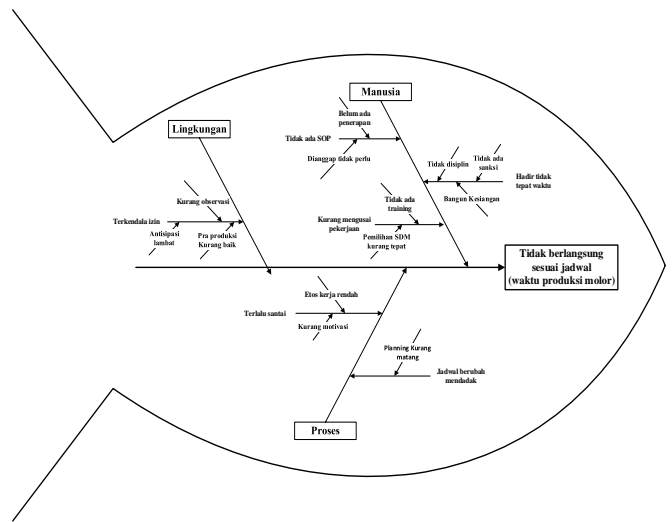 Manusia
Belum ada
penerapan
Tidak ada SOP
Dianggap tidak perlu
Lingkungan
Tidak disiplin
Tidak ada
sanksi
Hadir tidak
tepat waktu
Bangun Kesiangan
Kurang observasi
Terkendala izin
Antisipasi
lambat
Pra produksi
Kurang baik
Tidak ada
training
Kurang mengusai
pekerjaan
Pemilihan SDM
kurang tepat
Tidak berlangsung
sesuai jadwal
(waktu produksi molor)
Etos kerja rendah
Terlalu santai
Kurang motivasi
Planning Kurang
matang
Jadwal berubah
mendadak
Proses